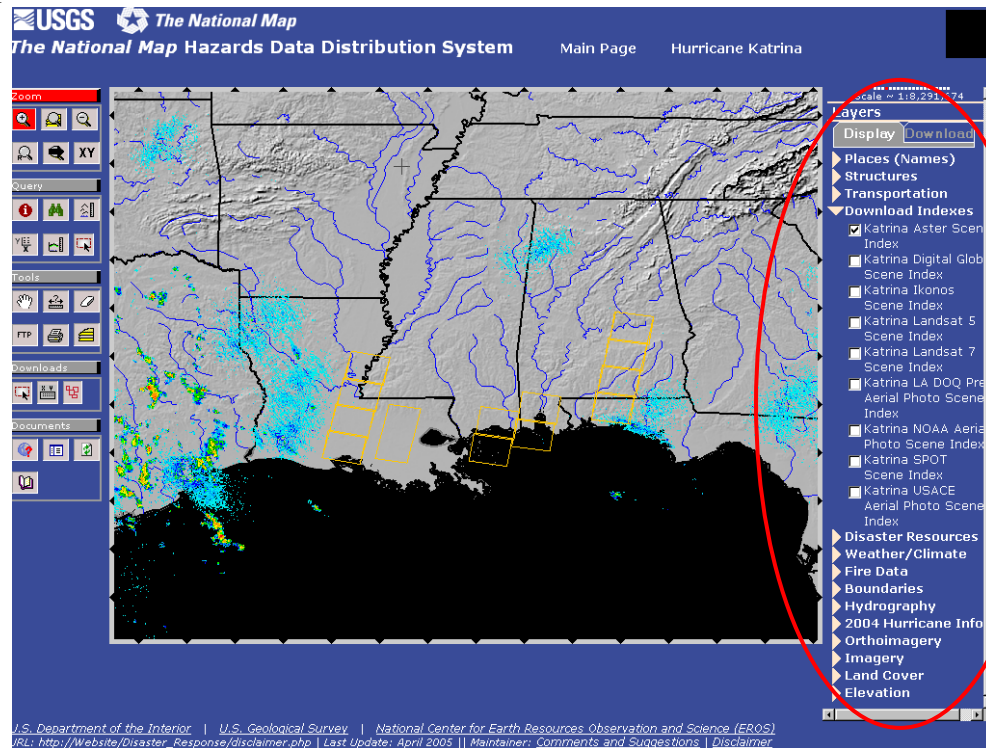 USGS The National Map
The National Map Hazards Data Distribution System Main Page Hurricane Katrina
Zoom
XY
Query
Tools
FTP
Downloads
Documents
Scale ~ 1:8,291,674
Layers
Display Download
Places (Names)
Structures
Transportation
Download Indexes
Katrina Aster Scen
Index
Katrina Digital Glob
Scene Index
Katrina Ikonos
Scene Index
Katrina Landsat 5
Scene Index
Katrina Landsat 7
Scene Index
Katrina LA DOQ Pre
Aerial Photo Scene
Index
Katrina NOAA Aeria
Photo Scene Index
Katrina SPOT
Scene Index
Katrina USACE
Aerial Photo Scene
Index
Disaster Resources
Weather/Climate
Fire Data
Boundaries
Hydrography
2004 Hurricane Info
Orthoimagery
Imagery
Land Cover
Elevation
U.S. Department of the Interior | U.S. Geological Survey | National Center for Earth Resources Observation and Science (EROS)
URL: http://Website/Disaster_Response/disclaimer.php | Last Update: April 2005 || Maintainer: Comments and Suggestions | Disclaimer